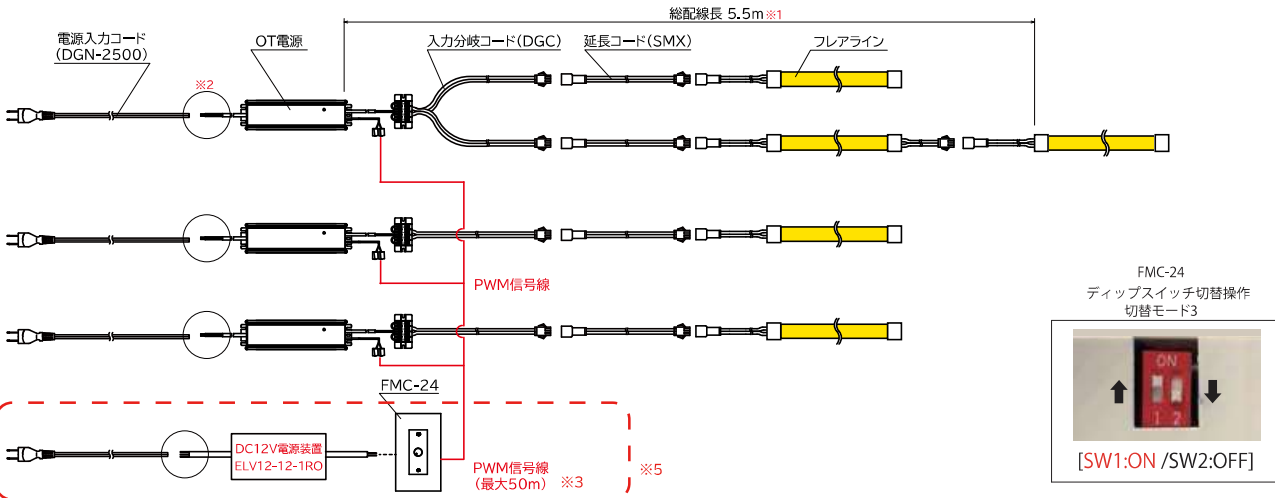 総配線長 5.5m※1
電源入力コード
(DGN-2500)
OT電源
入力分岐コード(DGC)
延長コード(SMX)
フレアライン
※2
PWM信号線
FMC-24
DC12V電源装置
ELV12-12-1RO
PWM信号線
(最大50m) ※3
※5
FMC-24
ディップスイッチ切替操作
切替モード3
ON
1 2
[SW1:ON /SW2:OFF]